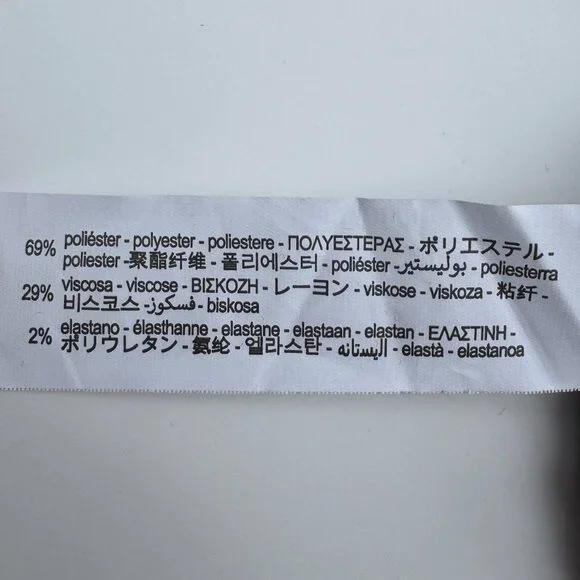 69% poliéster - polyester - poliestere - ΠΟΛΥΕΣΤΕΡΑΣ - ポリエステル -
poliester -聚酯纤维 - 폴리에스터 - poliéster - بوليستير - poliesterra
29% viscosa - viscose - ΒΙΣΚΟΖΗ - レーヨン - viskose - viskoza - 粘纤 -
비스코스 -فسكوز - biskosa
2% elastano - élasthanne - elastane - elastaan - elastan - ΕΛΑΣΤΙΝΗ -
ポリウレタン - 氨纶 - 엘라스탄 - اليستانه - elastà - elastanoa